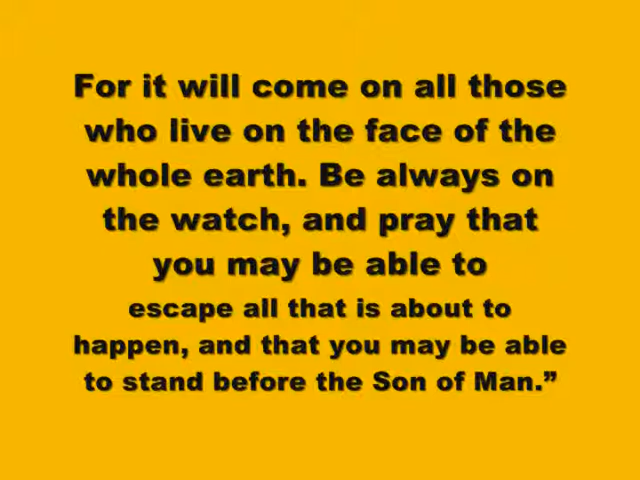 For it will come on all those
who live on the face of the
whole earth. Be always on
the watch, and pray that
you may be able to
escape all that is about to
happen, and that you may be able
to stand before the Son of Man.”